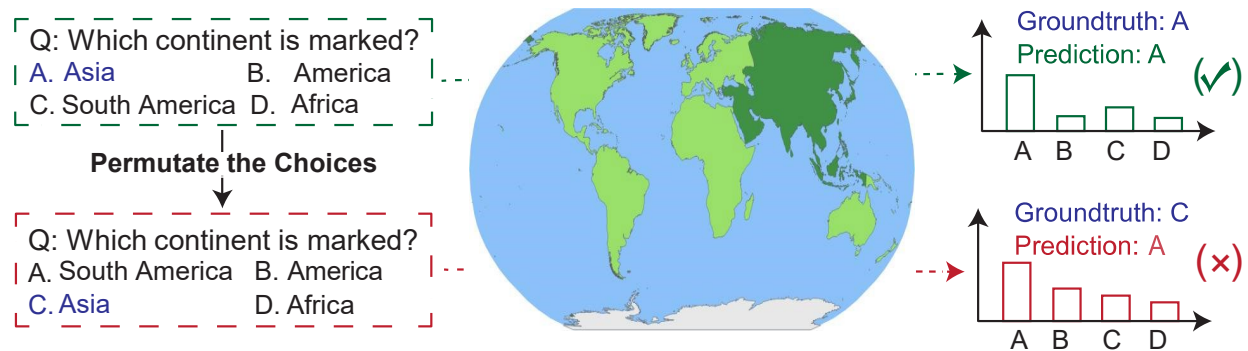 Q: Which continent is marked?
A. Asia B. America
C. South America D. Africa
Permutate the Choices
Q: Which continent is marked?
A. South America B. America
C. Asia D. Africa
Groundtruth: A
Prediction: A
(✓)
A B C D
Groundtruth: C
Prediction: A
(×)
A B C D